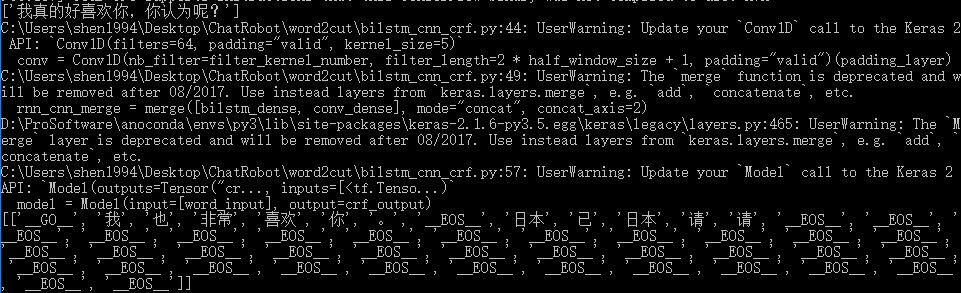 ['我真的好喜欢你，你认为呢？']
C:\Users\shen1994\Desktop\ChatRobot\word2cut\bilstm_cnn_crf.py:44: UserWarning: Update your `Conv1D` call to the Keras 2
 API: `Conv1D(filters=64, padding="valid", kernel_size=5)`
  conv = Conv1D(nb_filter=filter_kernel_number, filter_length=2 * half_window_size + 1, padding="valid")(padding_layer)
C:\Users\shen1994\Desktop\ChatRobot\word2cut\bilstm_cnn_crf.py:49: UserWarning: The `merge` function is deprecated and w
ill be removed after 08/2017. Use instead layers from `keras.layers.merge`, e.g. `add`, `concatenate`, etc.
  rnn_cnn_merge = merge([bilstm_dense, conv_dense], mode="concat", concat_axis=2)
D:\ProSoftware\anoconda\envs\py3\lib\site-packages\keras-2.1.6-py3.5.egg\keras\legacy\layers.py:465: UserWarning: The `M
erge` layer is deprecated and will be removed after 08/2017. Use instead layers from `keras.layers.merge`, e.g. `add`, `
concatenate`, etc.
C:\Users\shen1994\Desktop\ChatRobot\word2cut\bilstm_cnn_crf.py:57: UserWarning: Update your `Model` call to the Keras 2
API: `Model(outputs=Tensor("cr..., inputs=[<tf.Tenso...)`
  model = Model(input=[word_input], output=crf_output)
[['__GO__', '我', '也', '非常', '喜欢', '你', '。', '__EOS__', '日本', '已', '日本', '请', '请', '__EOS__', '__EOS__', '
__EOS__', '__EOS__', '__EOS__', '__EOS__', '__EOS__', '__EOS__', '__EOS__', '__EOS__', '__EOS__', '__EOS__', '
__EOS__', '__EOS__', '__EOS__', '__EOS__', '__EOS__', '__EOS__', '__EOS__', '__EOS__', '__EOS__', '__EOS__', '
__EOS__', '__EOS__', '__EOS__', '__EOS__', '__EOS__', '__EOS__', '__EOS__', '__EOS__', '__EOS__', '__EOS__'
, '__EOS__', '__EOS__']]